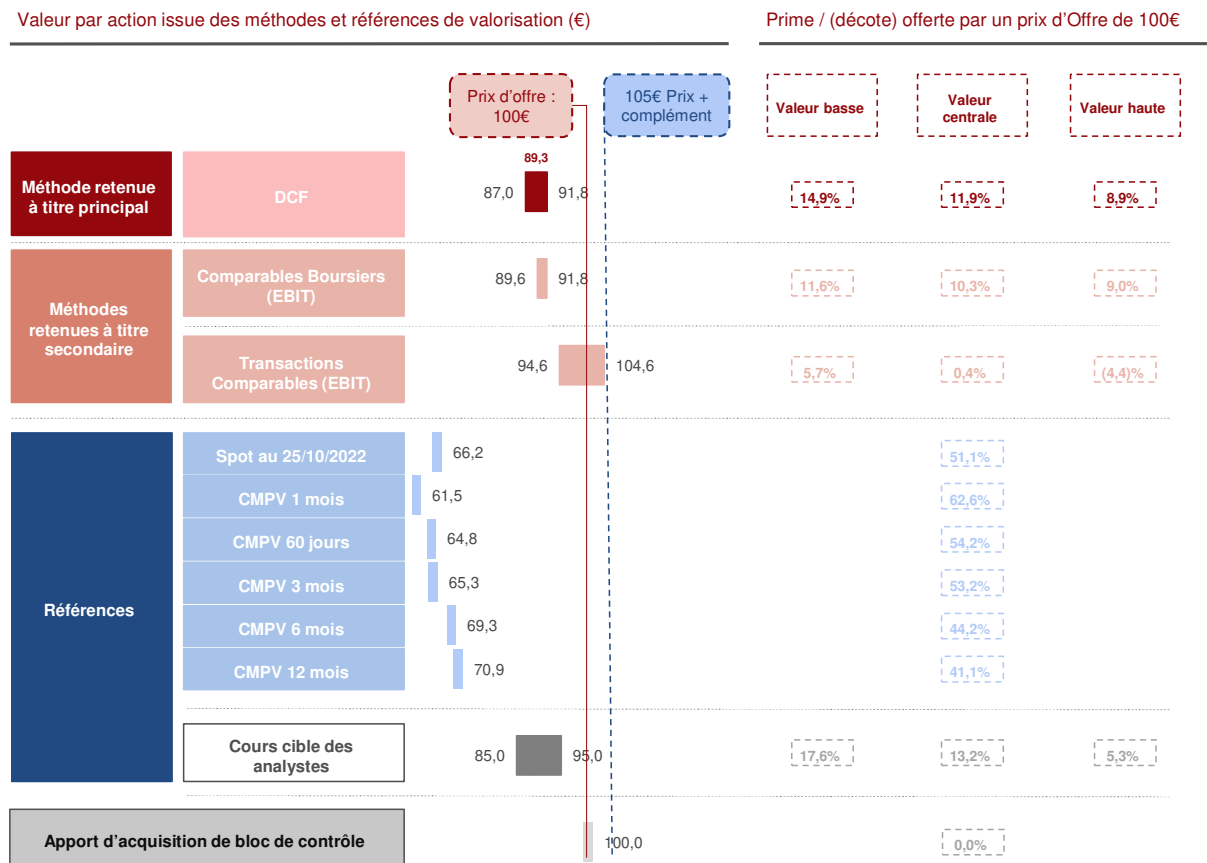 Valeur par action issue des méthodes et références de valorisation (€)
Prime / (décote) offerte par un prix d'Offre de 100€
Prix d'offre :
100€
105€ Prix +
complément
Valeur basse
Valeur
centrale
Valeur haute
Méthode retenue
à titre principal
DCF
87,0
89,3
91,8
14,9%
11,9%
8,9%
Méthodes
retenues à titre
secondaire
Comparables Boursiers
(EBIT)
89,6
91,8
11,6%
10,3%
9,0%
Transactions
Comparables (EBIT)
94,6
104,6
5,7%
0,4%
(4,4)%
Références
Spot au 25/10/2022
66,2
51,1%
CMPV 1 mois
61,5
62,6%
CMPV 60 jours
64,8
54,2%
CMPV 3 mois
65,3
53,2%
CMPV 6 mois
69,3
44,2%
CMPV 12 mois
70,9
41,1%
Cours cible des
analystes
85,0
95,0
17,6%
13,2%
5,3%
Apport d'acquisition de bloc de contrôle
100,0
0,0%